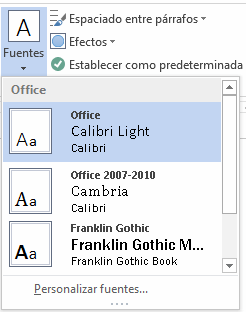 A
Fuentes
Espaciado entre párrafos
Efectos
Establecer como predeterminada
Office
Aa
Office
Calibri Light
Calibri
Aa
Office 2007-2010
Cambria
Calibri
Aa
Franklin Gothic
Franklin Gothic M...
Franklin Gothic Book
Personalizar fuentes...